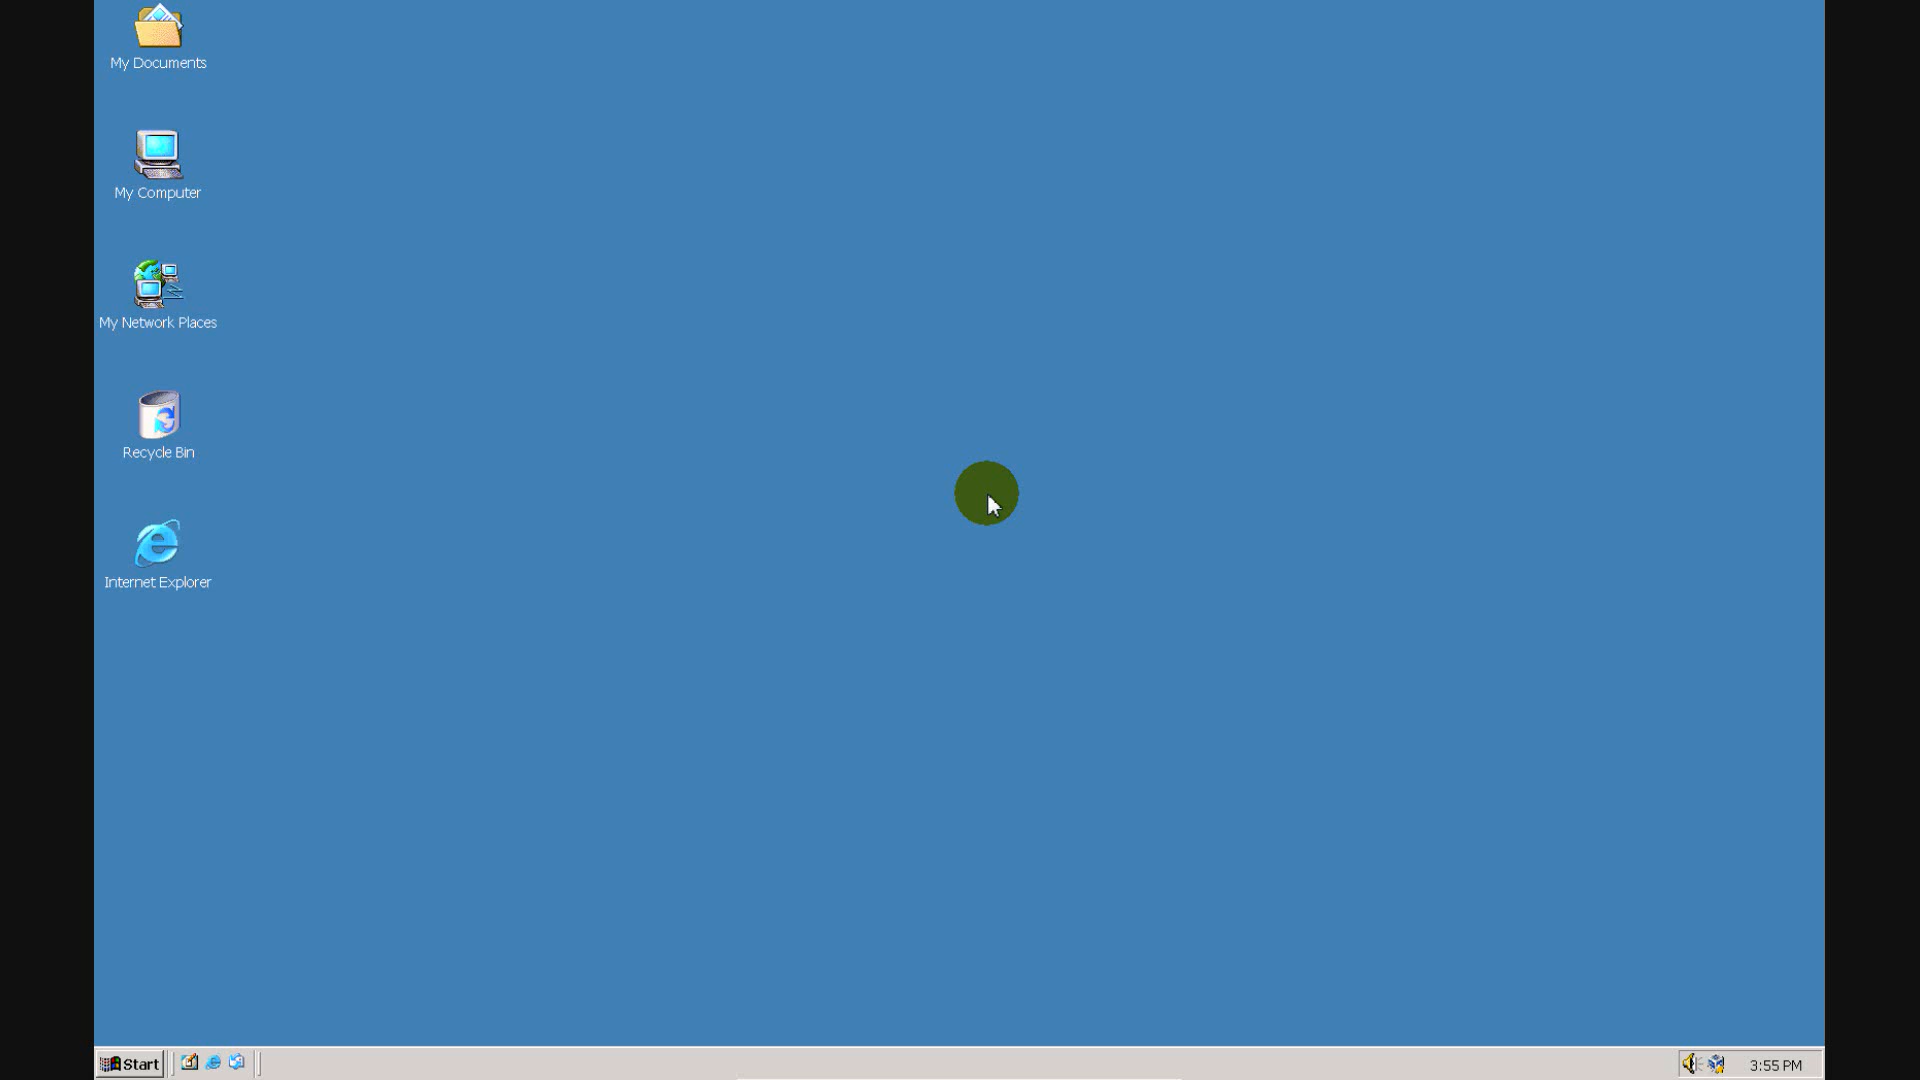 My Documents
My Computer
My Network Places
Recycle Bin
Internet Explorer
Start
3:55 PM